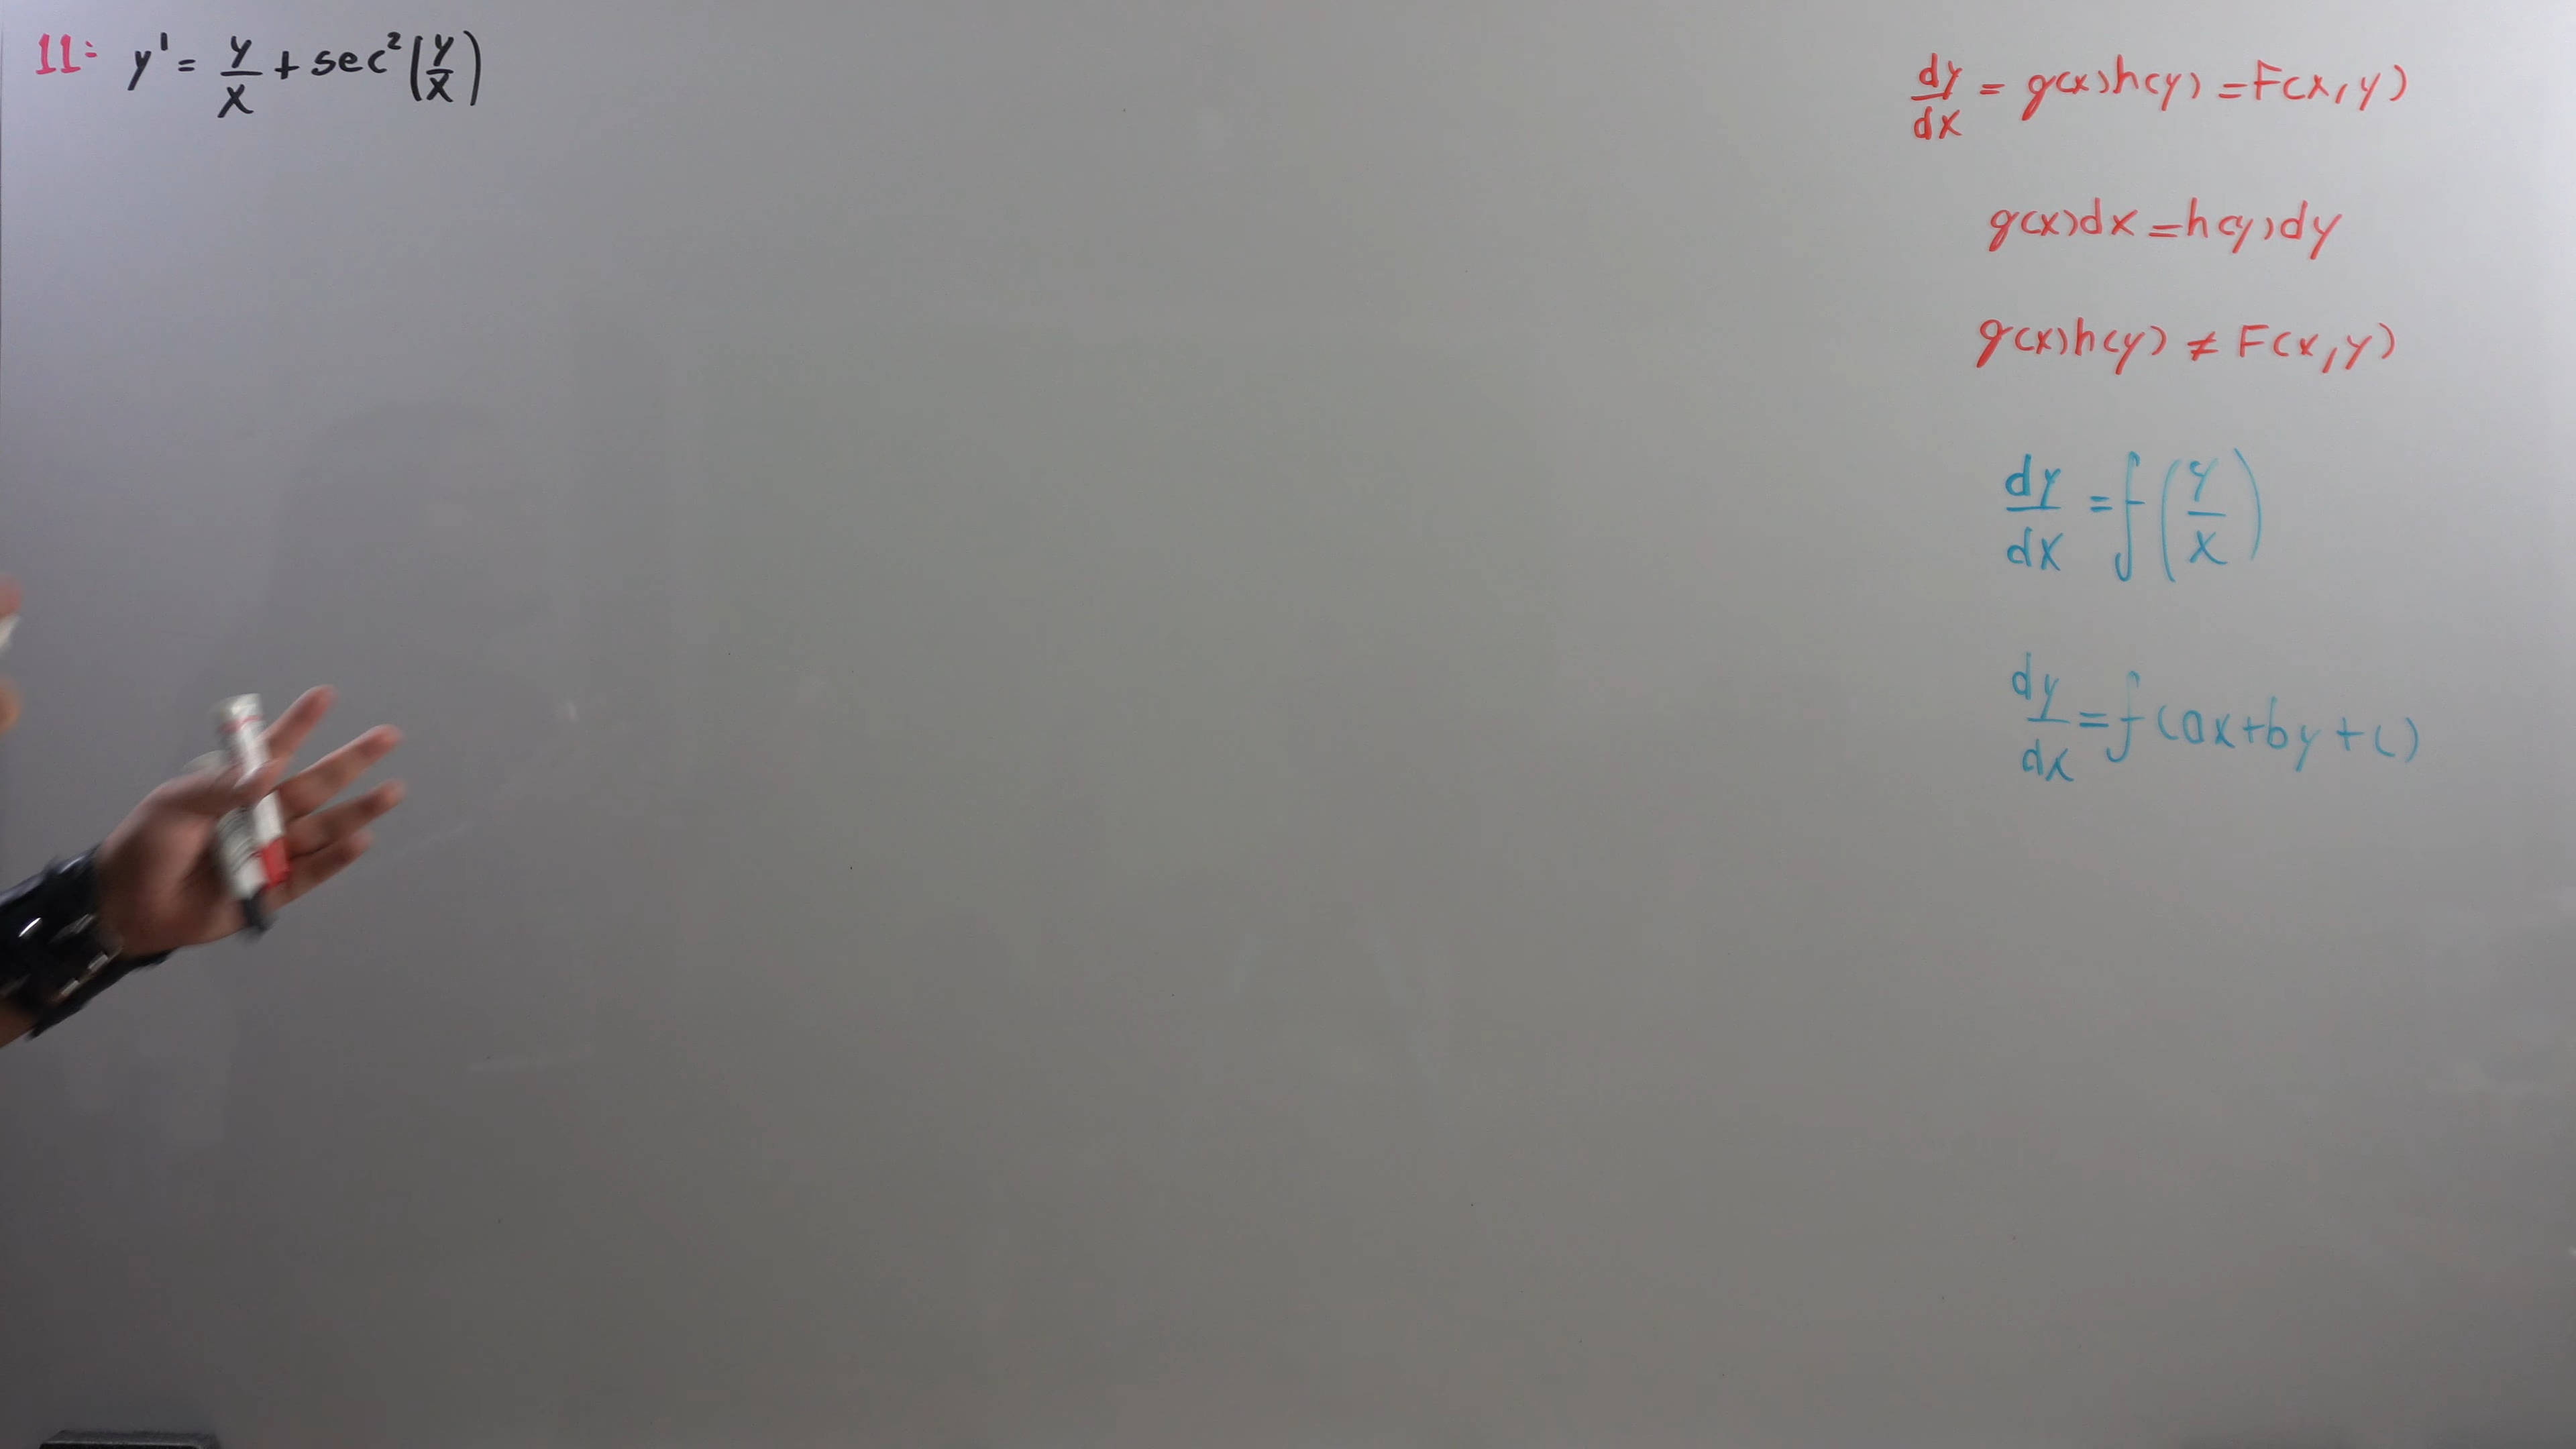 11: y' = y/x + sec²(y/x)
dy/dx = g(x)h(y) = F(x,y)
g(x)dx = h(y)dy
g(x)h(y) ≠ F(x,y)
dy/dx = f(y/x)
dy/dx = f(ax+by+c)